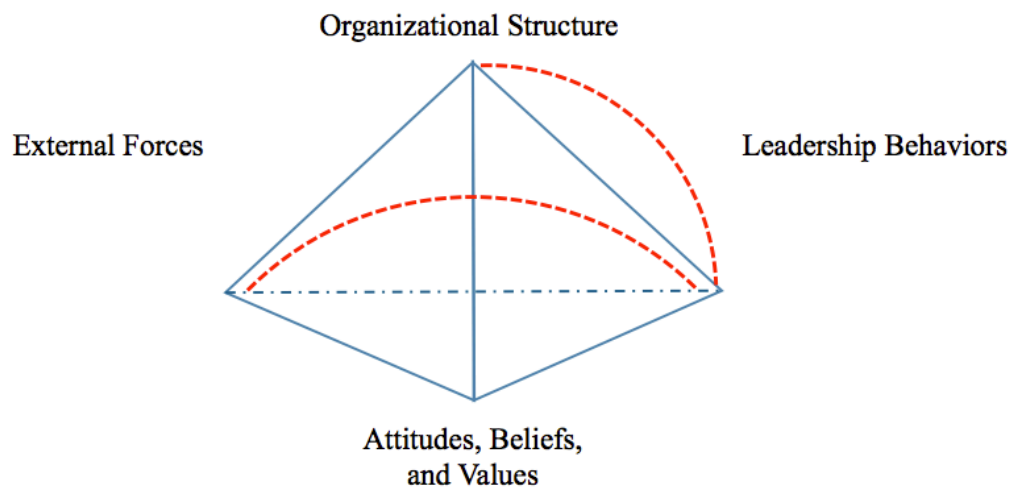 Organizational Structure
External Forces
Leadership Behaviors
Attitudes, Beliefs,
and Values